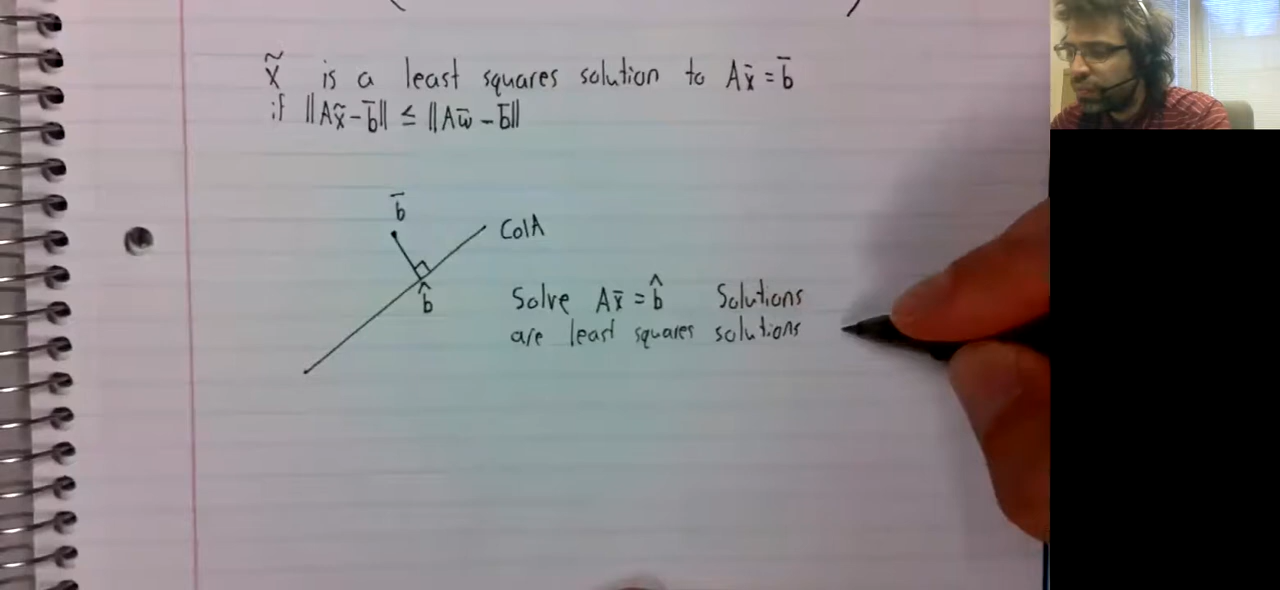 x̃ is a least squares solution to Ax̄ = b̄
if ||Ax̃ - b̄|| ≤ ||Aw̄ - b̄||
b̄
ColA
b̂
Solve Ax̄ = b̂ Solutions
are least squares solutions